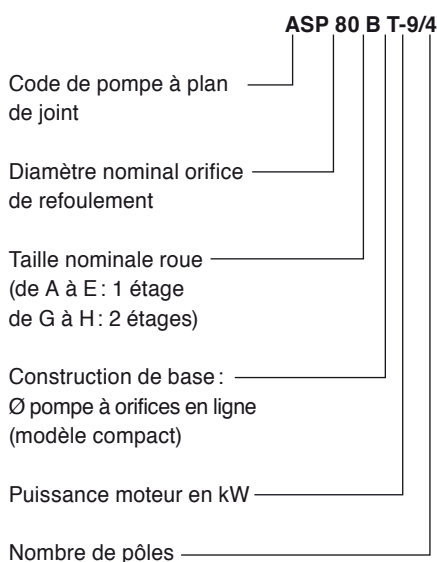 ASP 80 B T-9/4
Code de pompe à plan
de joint
Diamètre nominal orifice
de refoulement
Taille nominale roue
(de A à E : 1 étage
de G à H : 2 étages)
Construction de base :
Ø pompe à orifices en ligne
(modèle compact)
Puissance moteur en kW
Nombre de pôles